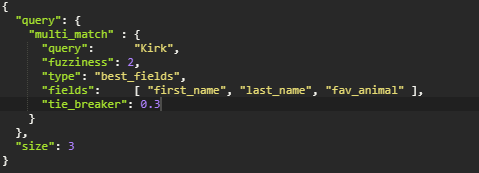 {
  "query": {
    "multi_match" : {
      "query":      "Kirk",
      "fuzziness": 2,
      "type": "best_fields",
      "fields":     [ "first_name", "last_name", "fav_animal" ],
      "tie_breaker": 0.3
    }
  },
  "size": 3
}